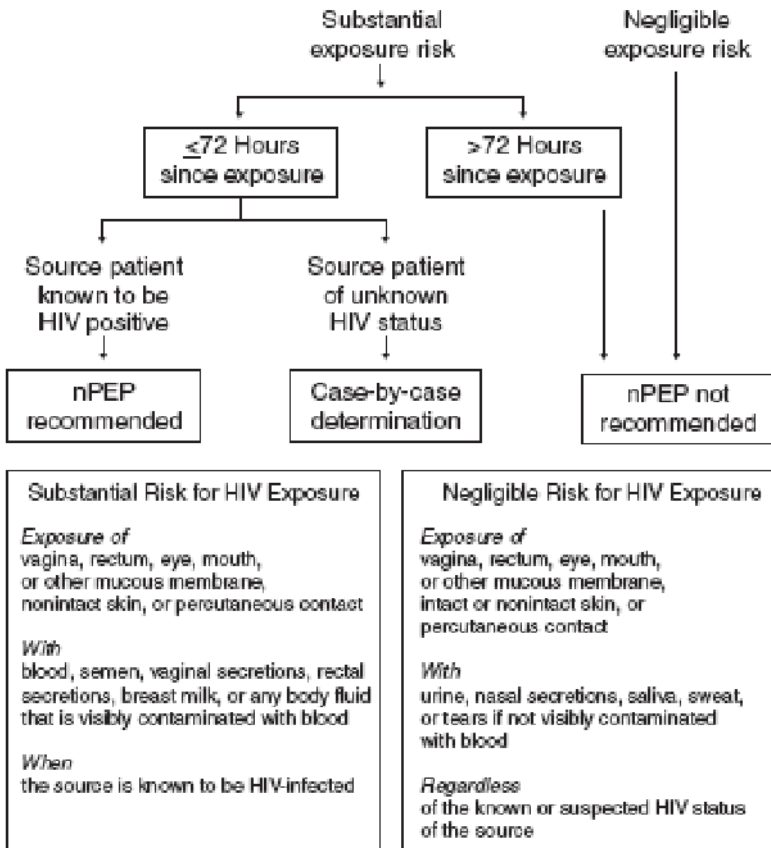 Substantial
exposure risk
Negligible
exposure risk
≤72 Hours
since exposure
>72 Hours
since exposure
Source patient
known to be
HIV positive
Source patient
of unknown
HIV status
nPEP
recommended
Case-by-case
determination
nPEP not
recommended
Substantial Risk for HIV Exposure
Exposure of
vagina, rectum, eye, mouth,
or other mucous membrane,
nonintact skin, or percutaneous contact
With
blood, semen, vaginal secretions, rectal
secretions, breast milk, or any body fluid
that is visibly contaminated with blood
When
the source is known to be HIV-infected
Negligible Risk for HIV Exposure
Exposure of
vagina, rectum, eye, mouth,
or other mucous membrane,
intact or nonintact skin, or
percutaneous contact
With
urine, nasal secretions, saliva, sweat,
or tears if not visibly contaminated
with blood
Regardless
of the known or suspected HIV status
of the source